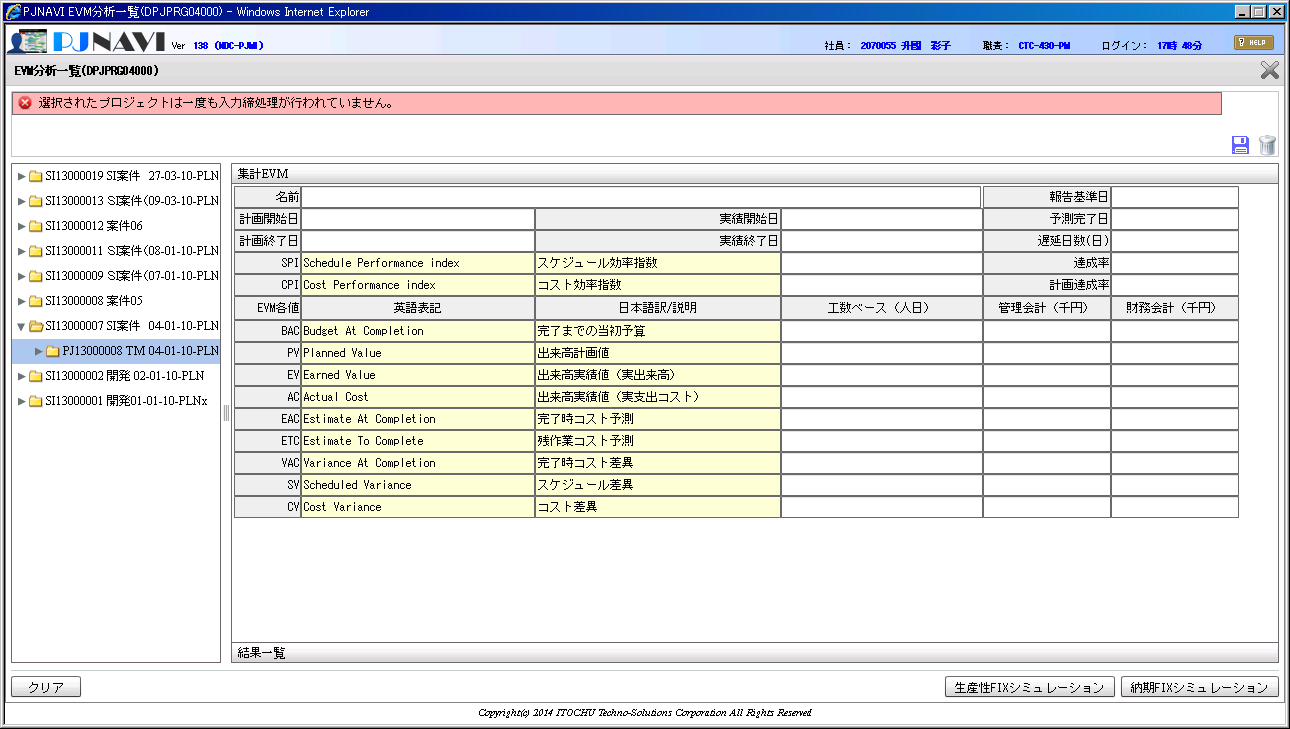 PJNAVI EVM分析一覧(DPJPRG04000) - Windows Internet Explorer
PJNAVI Ver 138 (NDC-PJMI) 社員： 2070055 升國 彩子 職責： CTC-430-PM ログイン： 17時 48分 ? HELP
EVM分析一覧(DPJPRG04000)
選択されたプロジェクトは一度も入力締処理が行われていません。
SI13000019 SI案件 27-03-10-PLN
SI13000013 SI案件(09-03-10-PLN
SI13000012 案件06
SI13000011 SI案件(08-01-10-PLN
SI13000009 SI案件(07-01-10-PLN
SI13000008 案件05
SI13000007 SI案件 04-01-10-PLN
PJ13000008 TM 04-01-10-PLN
SI13000002 開発 02-01-10-PLN
SI13000001 開発01-01-10-PLNx
集計EVM
名前 報告基準日
計画開始日 実績開始日 予測完了日
計画終了日 実績終了日 遅延日数(日)
SPI Schedule Performance index スケジュール効率指数 達成率
CPI Cost Performance index コスト効率指数 計画達成率
EVM各値 英語表記 日本語訳/説明 工数ベース（人日） 管理会計（千円） 財務会計（千円）
BAC Budget At Completion 完了までの当初予算
PV Planned Value 出来高計画値
EV Earned Value 出来高実績値（実出来高）
AC Actual Cost 出来高実績値（実支出コスト）
EAC Estimate At Completion 完了時コスト予測
ETC Estimate To Complete 残作業コスト予測
VAC Variance At Completion 完了時コスト差異
SV Scheduled Variance スケジュール差異
CV Cost Variance コスト差異
結果一覧
クリア 生産性FIXシミュレーション 納期FIXシミュレーション
Copyright(c) 2014 ITOCHU Techno-Solutions Corporation All Rights Reserved